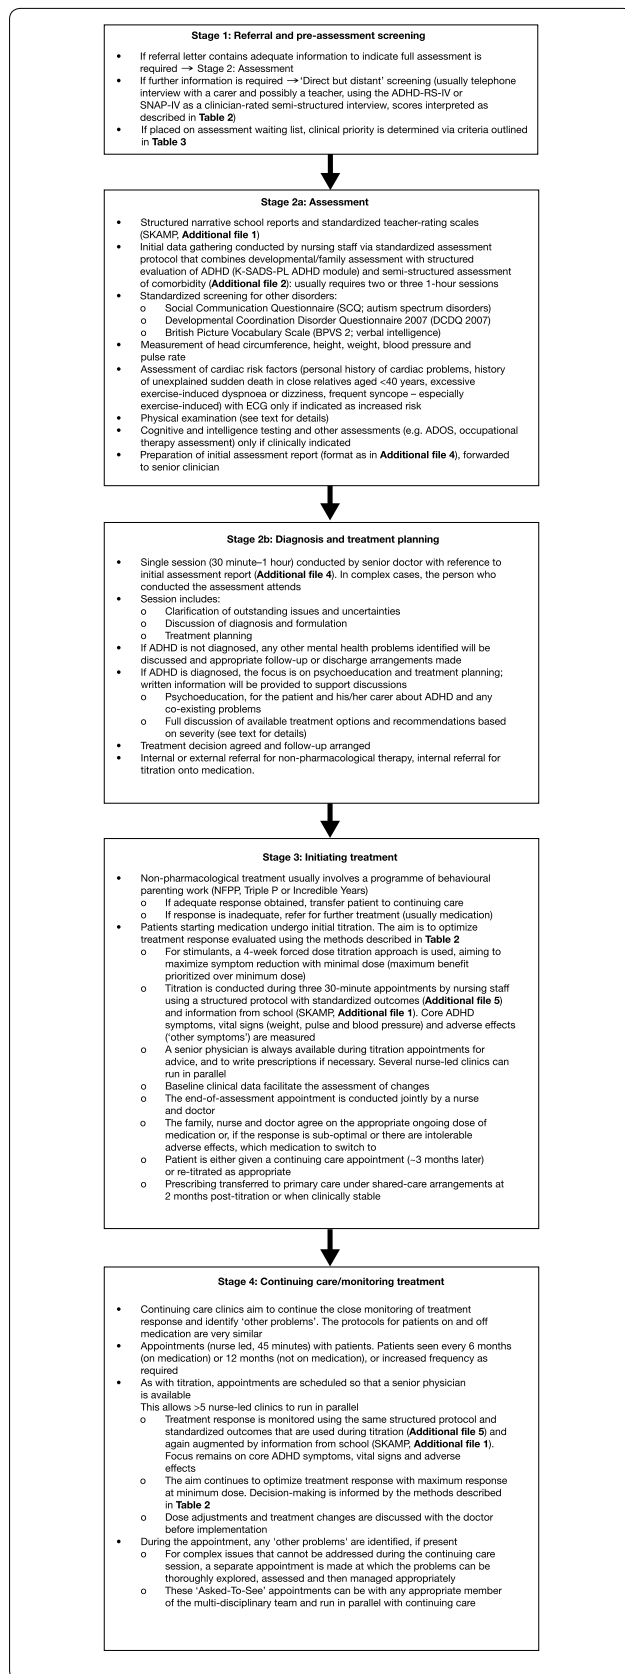 Stage 1: Referral and pre-assessment screening
• If referral letter contains adequate information to indicate full assessment is
required → Stage 2: Assessment
• If further information is required → ‘Direct but distant’ screening (usually telephone
interview with a carer and possibly a teacher, using the ADHD-RS-IV or
SNAP-IV as a clinician-rated semi-structured interview, scores interpreted as
described in Table 2)
• If placed on assessment waiting list, clinical priority is determined via criteria outlined
in Table 3
Stage 2a: Assessment
• Structured narrative school reports and standardized teacher-rating scales
(SKAMP, Additional file 1)
• Initial data gathering conducted by nursing staff via standardized assessment
protocol that combines developmental/family assessment with structured
evaluation of ADHD (K-SADS-PL ADHD module) and semi-structured assessment
of comorbidity (Additional file 2): usually requires two or three 1-hour sessions
• Standardized screening for other disorders:
o Social Communication Questionnaire (SCQ; autism spectrum disorders)
o Developmental Coordination Disorder Questionnaire 2007 (DCDQ 2007)
o British Picture Vocabulary Scale (BPVS 2; verbal intelligence)
• Measurement of head circumference, height, weight, blood pressure and
pulse rate
• Assessment of cardiac risk factors (personal history of cardiac problems, history
of unexplained sudden death in close relatives aged <40 years, excessive
exercise-induced dyspnoea or dizziness, frequent syncope – especially
exercise-induced) with ECG only if indicated as increased risk
• Physical examination (see text for details)
• Cognitive and intelligence testing and other assessments (e.g. ADOS, occupational
therapy assessment) only if clinically indicated
• Preparation of initial assessment report (format as in Additional file 4), forwarded
to senior clinician
Stage 2b: Diagnosis and treatment planning
• Single session (30 minute–1 hour) conducted by senior doctor with reference to
initial assessment report (Additional file 4). In complex cases, the person who
conducted the assessment attends
• Session includes:
o Clarification of outstanding issues and uncertainties
o Discussion of diagnosis and formulation
o Treatment planning
• If ADHD is not diagnosed, any other mental health problems identified will be
discussed and appropriate follow-up or discharge arrangements made
• If ADHD is diagnosed, the focus is on psychoeducation and treatment planning;
written information will be provided to support discussions
o Psychoeducation, for the patient and his/her carer about ADHD and any
co-existing problems
o Full discussion of available treatment options and recommendations based
on severity (see text for details)
• Treatment decision agreed and follow-up arranged
• Internal or external referral for non-pharmacological therapy, internal referral for
titration onto medication.
Stage 3: Initiating treatment
• Non-pharmacological treatment usually involves a programme of behavioural
parenting work (NFPP, Triple P or Incredible Years)
o If adequate response obtained, transfer patient to continuing care
o If response is inadequate, refer for further treatment (usually medication)
• Patients starting medication undergo initial titration. The aim is to optimize
treatment response evaluated using the methods described in Table 2
o For stimulants, a 4-week forced dose titration approach is used, aiming to
maximize symptom reduction with minimal dose (maximum benefit
prioritized over minimum dose)
o Titration is conducted during three 30-minute appointments by nursing staff
using a structured protocol with standardized outcomes (Additional file 5)
and information from school (SKAMP, Additional file 1). Core ADHD
symptoms, vital signs (weight, pulse and blood pressure) and adverse effects
(‘other symptoms’) are measured
o A senior physician is always available during titration appointments for
advice, and to write prescriptions if necessary. Several nurse-led clinics can
run in parallel
o Baseline clinical data facilitate the assessment of changes
o The end-of-assessment appointment is conducted jointly by a nurse
and doctor
o The family, nurse and doctor agree on the appropriate ongoing dose of
medication or, if the response is sub-optimal or there are intolerable
adverse effects, which medication to switch to
o Patient is either given a continuing care appointment (~3 months later)
or re-titrated as appropriate
o Prescribing transferred to primary care under shared-care arrangements at
2 months post-titration or when clinically stable
Stage 4: Continuing care/monitoring treatment
• Continuing care clinics aim to continue the close monitoring of treatment
response and identify ‘other problems’. The protocols for patients on and off
medication are very similar
• Appointments (nurse led, 45 minutes) with patients. Patients seen every 6 months
(on medication) or 12 months (not on medication), or increased frequency as
required
• As with titration, appointments are scheduled so that a senior physician
is available
This allows >5 nurse-led clinics to run in parallel
o Treatment response is monitored using the same structured protocol and
standardized outcomes that are used during titration (Additional file 5) and
again augmented by information from school (SKAMP, Additional file 1).
Focus remains on core ADHD symptoms, vital signs and adverse
effects
o The aim continues to optimize treatment response with maximum response
at minimum dose. Decision-making is informed by the methods described
in Table 2
o Dose adjustments and treatment changes are discussed with the doctor
before implementation
• During the appointment, any 'other problems' are identified, if present
o For complex issues that cannot be addressed during the continuing care
session, a separate appointment is made at which the problems can be
thoroughly explored, assessed and then managed appropriately
o These ‘Asked-To-See’ appointments can be with any appropriate member
of the multi-disciplinary team and run in parallel with continuing care